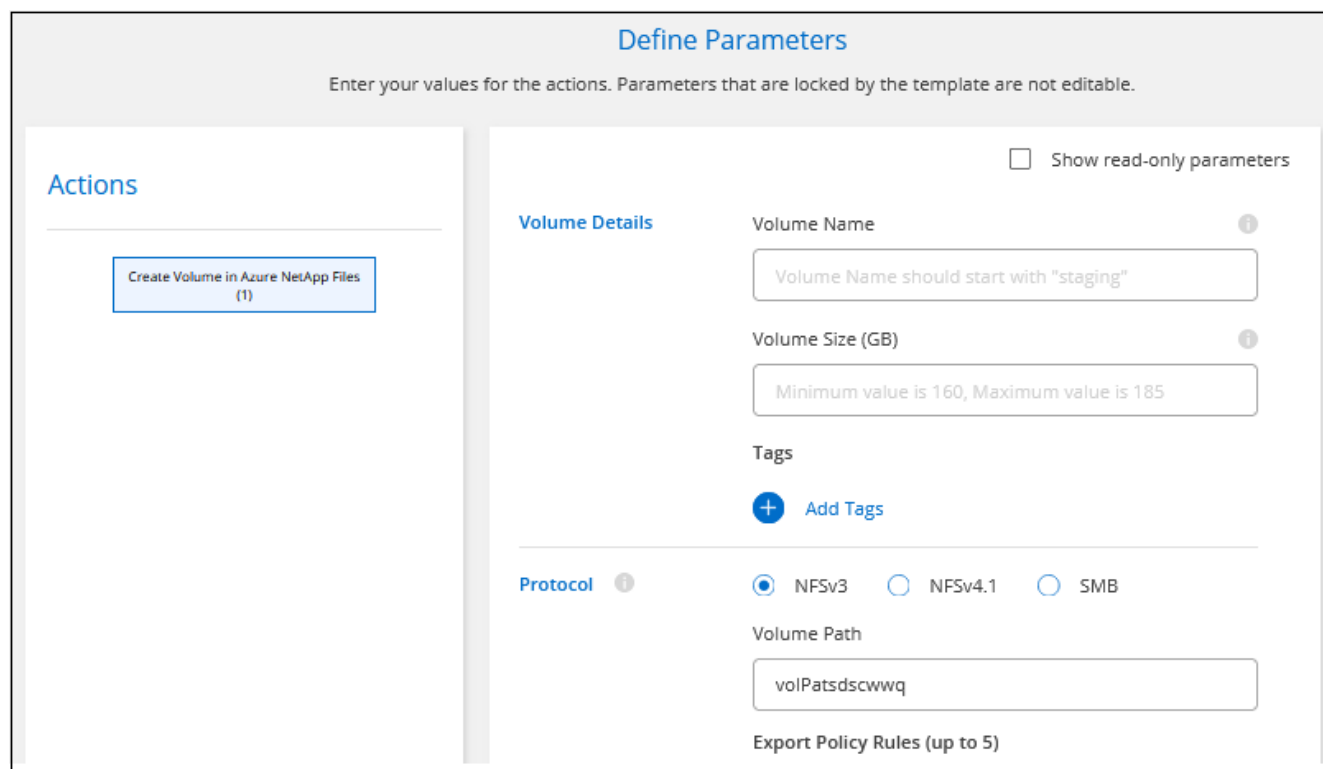 Define Parameters
Enter your values for the actions. Parameters that are locked by the template are not editable.
Actions
Create Volume in Azure NetApp Files
(1)
Show read-only parameters
Volume Details
Volume Name
Volume Name should start with "staging"
Volume Size (GB)
Minimum value is 160, Maximum value is 185
Tags
Add Tags
Protocol
NFSv3 NFSv4.1 SMB
Volume Path
volPatsdscwwq
Export Policy Rules (up to 5)